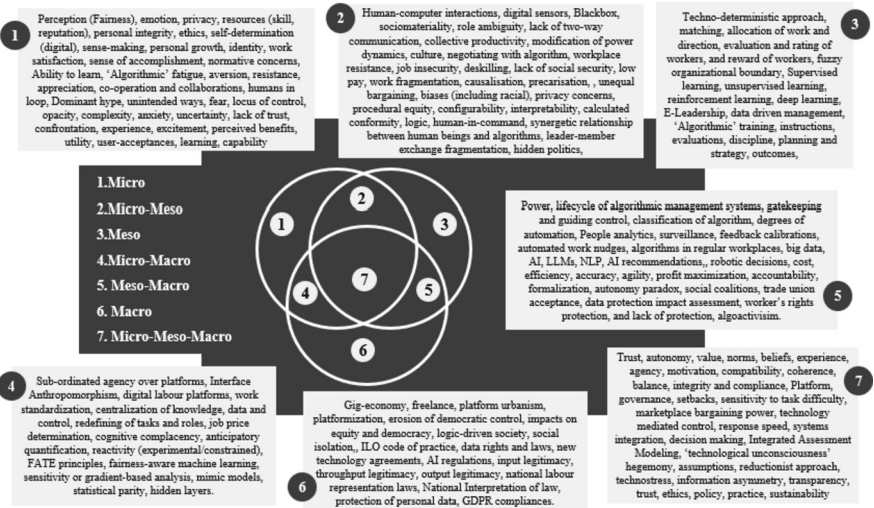 1
Perception (Fairness), emotion, privacy, resources (skill,
reputation), personal integrity, ethics, self-determination
(digital), sense-making, personal growth, identity, work
satisfaction, sense of accomplishment, normative concerns,
Ability to learn, ‘Algorithmic’ fatigue, aversion, resistance,
appreciation, co-operation and collaborations, humans in
loop, Dominant hype, unintended ways, fear, locus of control,
opacity, complexity, anxiety, uncertainty, lack of trust,
confrontation, experience, excitement, perceived benefits,
utility, user-acceptances, learning, capability
2
Human-computer interactions, digital sensors, Blackbox,
sociomateriality, role ambiguity, lack of two-way
communication, collective productivity, modification of power
dynamics, culture, negotiating with algorithm, workplace
resistance, job insecurity, deskilling, lack of social security, low
pay, work fragmentation, causalisation, precarisation, , unequal
bargaining, biases (including racial), privacy concerns,
procedural equity, configurability, interpretability, calculated
conformity, logic, human-in-command, synergetic relationship
between human beings and algorithms, leader-member
exchange fragmentation, hidden politics,
3
Techno-deterministic approach,
matching, allocation of work and
direction, evaluation and rating of
workers, and reward of workers, fuzzy
organizational boundary, Supervised
learning, unsupervised learning,
reinforcement learning, deep learning,
E-Leadership, data driven management,
‘Algorithmic’ training, instructions,
evaluations, discipline, planning and
strategy, outcomes,
1.Micro
2.Micro-Meso
3.Meso
4.Micro-Macro
5. Meso-Macro
6. Macro
7. Micro-Meso-Macro
1
2
3
4
7
5
6
Power, lifecycle of algorithmic management systems, gatekeeping
and guiding control, classification of algorithm, degrees of
automation, People analytics, surveillance, feedback calibrations,
automated work nudges, algorithms in regular workplaces, big data,
AI, LLMs, NLP, AI recommendations,, robotic decisions, cost,
efficiency, accuracy, agility, profit maximization, accountability,
formalization, autonomy paradox, social coalitions, trade union
acceptance, data protection impact assessment, worker’s rights
protection, and lack of protection, algoactivisim.
5
4
Sub-ordinated agency over platforms, Interface
Anthropomorphism, digital labour platforms, work
standardization, centralization of knowledge, data and
control, redefining of tasks and roles, job price
determination, cognitive complacency, anticipatory
quantification, reactivity (experimental/constrained),
FATE principles, fairness-aware machine learning,
sensitivity or gradient-based analysis, mimic models,
statistical parity, hidden layers.
Gig-economy, freelance, platform urbanism,
platformization, erosion of democratic control, impacts on
equity and democracy, logic-driven society, social
isolation,, ILO code of practice, data rights and laws, new
technology agreements, AI regulations, input legitimacy,
throughput legitimacy, output legitimacy, national labour
representation laws, National Interpretation of law,
protection of personal data, GDPR compliances.
6
Trust, autonomy, value, norms, beliefs, experience,
agency, motivation, compatibility, coherence,
balance, integrity and compliance, Platform,
governance, setbacks, sensitivity to task difficulty,
marketplace bargaining power, technology
mediated control, response speed, systems
integration, decision making, Integrated Assessment
Modeling, ‘technological unconsciousness’
hegemony, assumptions, reductionist approach,
technostress, information asymmetry, transparency,
trust, ethics, policy, practice, sustainability
7